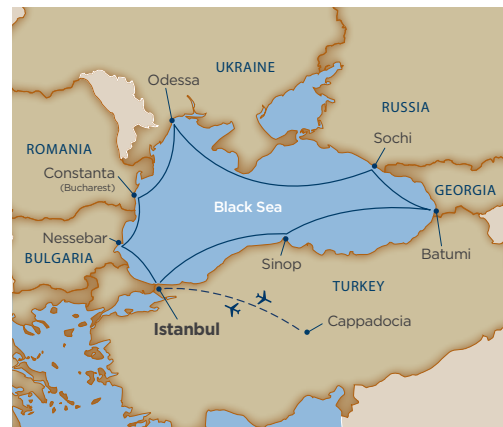 UKRAINE
Odessa
RUSSIA
Sochi
ROMANIA
Constanta
(Bucharest)
GEORGIA
Black Sea
Nessebar
BULGARIA
Sinop
Batumi
TURKEY
Istanbul
Cappadocia